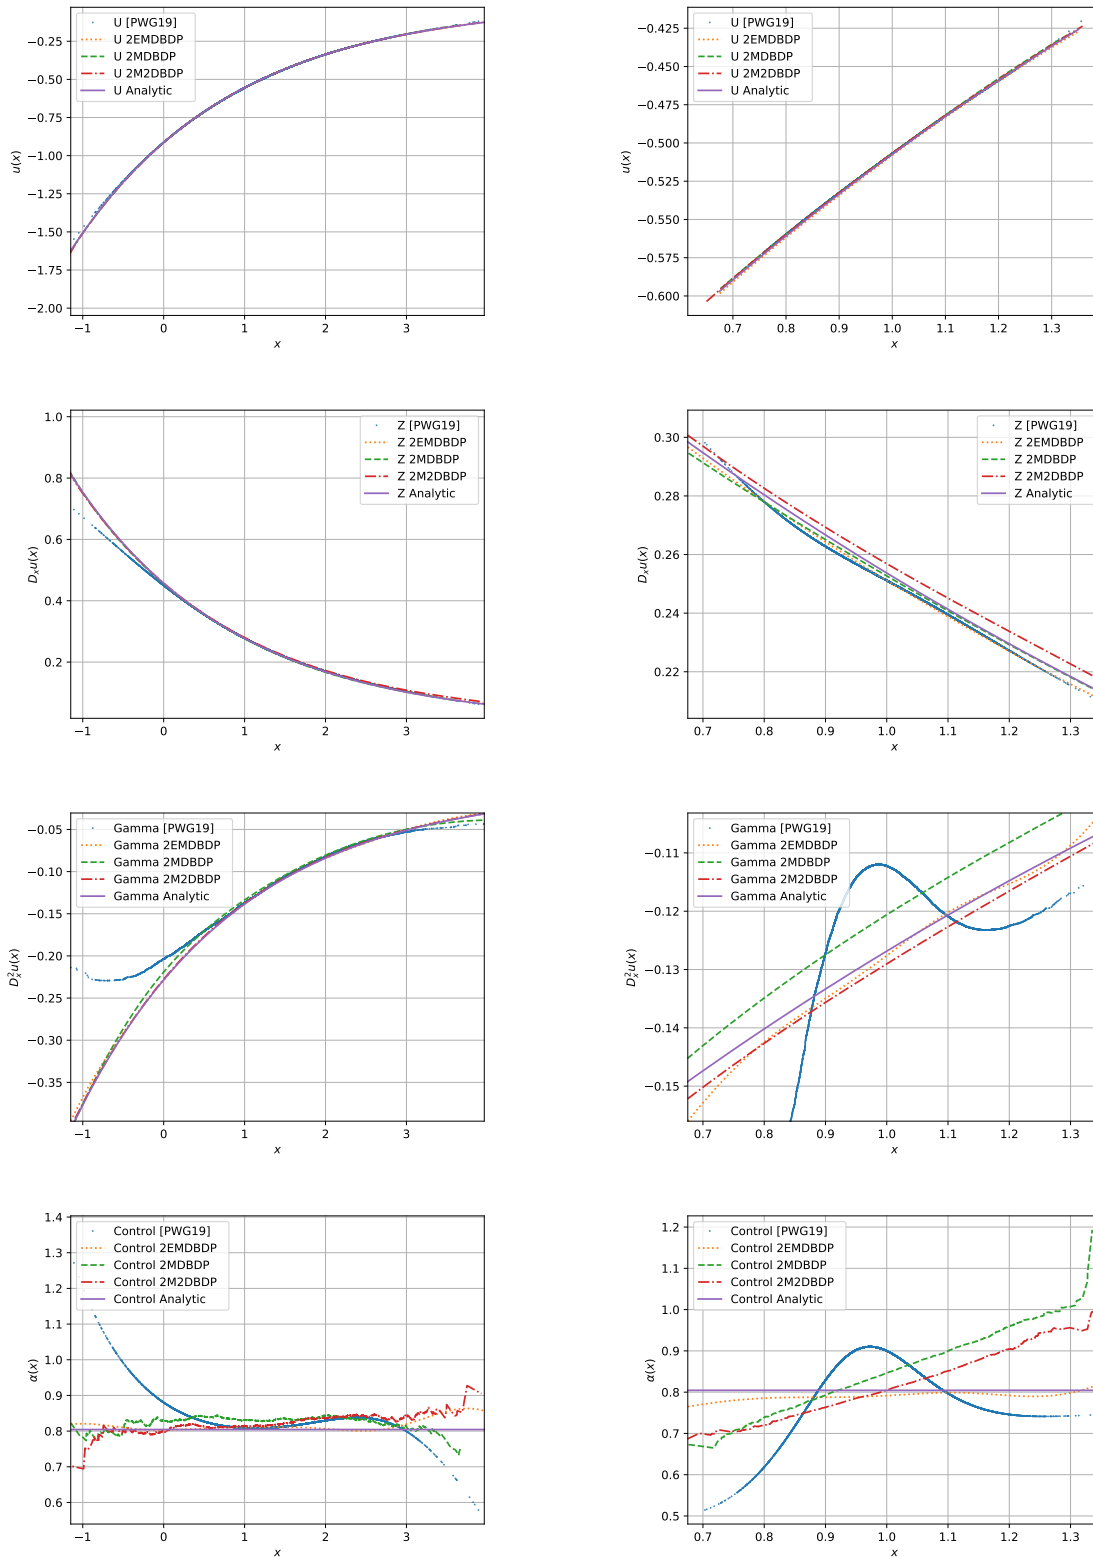 U [PWG19]
U 2EMDBDP
U 2MDBDP
U 2M2DBDP
U Analytic
−0.25
−0.50
−0.75
−1.00
−1.25
−1.50
−1.75
−2.00
u(x)
−1 0 1 2 3
x
U [PWG19]
U 2EMDBDP
U 2MDBDP
U 2M2DBDP
U Analytic
−0.425
−0.450
−0.475
−0.500
−0.525
−0.550
−0.575
−0.600
u(x)
0.7 0.8 0.9 1.0 1.1 1.2 1.3
x
Z [PWG19]
Z 2EMDBDP
Z 2MDBDP
Z 2M2DBDP
Z Analytic
1.0
0.8
0.6
0.4
0.2
Dₓu(x)
−1 0 1 2 3
x
Z [PWG19]
Z 2EMDBDP
Z 2MDBDP
Z 2M2DBDP
Z Analytic
0.30
0.28
0.26
0.24
0.22
Dₓu(x)
0.7 0.8 0.9 1.0 1.1 1.2 1.3
x
Gamma [PWG19]
Gamma 2EMDBDP
Gamma 2MDBDP
Gamma 2M2DBDP
Gamma Analytic
−0.05
−0.10
−0.15
−0.20
−0.25
−0.30
−0.35
Dₓ²u(x)
−1 0 1 2 3
x
Gamma [PWG19]
Gamma 2EMDBDP
Gamma 2MDBDP
Gamma 2M2DBDP
Gamma Analytic
−0.11
−0.12
−0.13
−0.14
−0.15
Dₓ²u(x)
0.7 0.8 0.9 1.0 1.1 1.2 1.3
x
Control [PWG19]
Control 2EMDBDP
Control 2MDBDP
Control 2M2DBDP
Control Analytic
1.4
1.3
1.2
1.1
1.0
0.9
0.8
0.7
0.6
α(x)
−1 0 1 2 3
x
Control [PWG19]
Control 2EMDBDP
Control 2MDBDP
Control 2M2DBDP
Control Analytic
1.2
1.1
1.0
0.9
0.8
0.7
0.6
0.5
α(x)
0.7 0.8 0.9 1.0 1.1 1.2 1.3
x